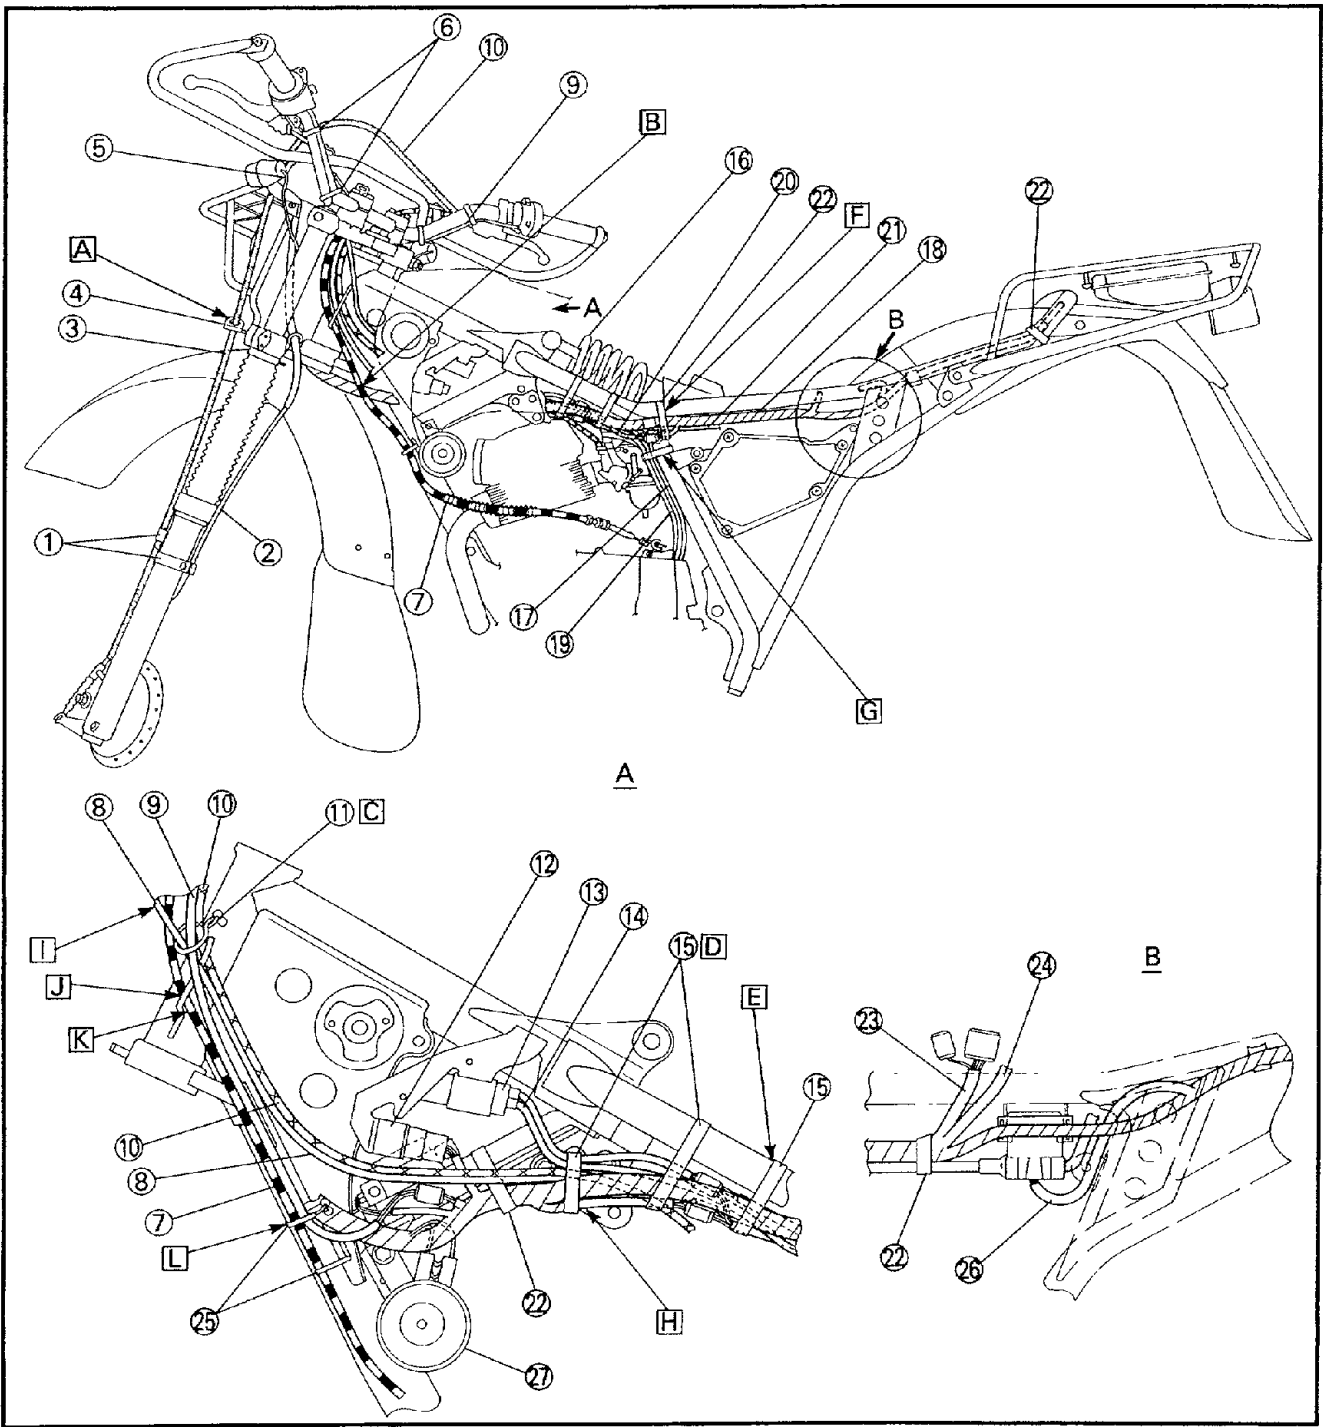 ⑥ ⑩
⑨
B
⑤ ⑯
⑳
㉒ ㉒
F
A ㉑
⑱
④ A B
③
① ② ⑦ ⑰
⑲
G
A
⑧ ⑨ ⑩ ⑪ C
⑫
⑬
⑭
⑮ D
I B
J E ㉔
K ㉓
⑮
⑩
⑧
⑦
L ㉒ ㉖
㉕ ㉒ H
㉗